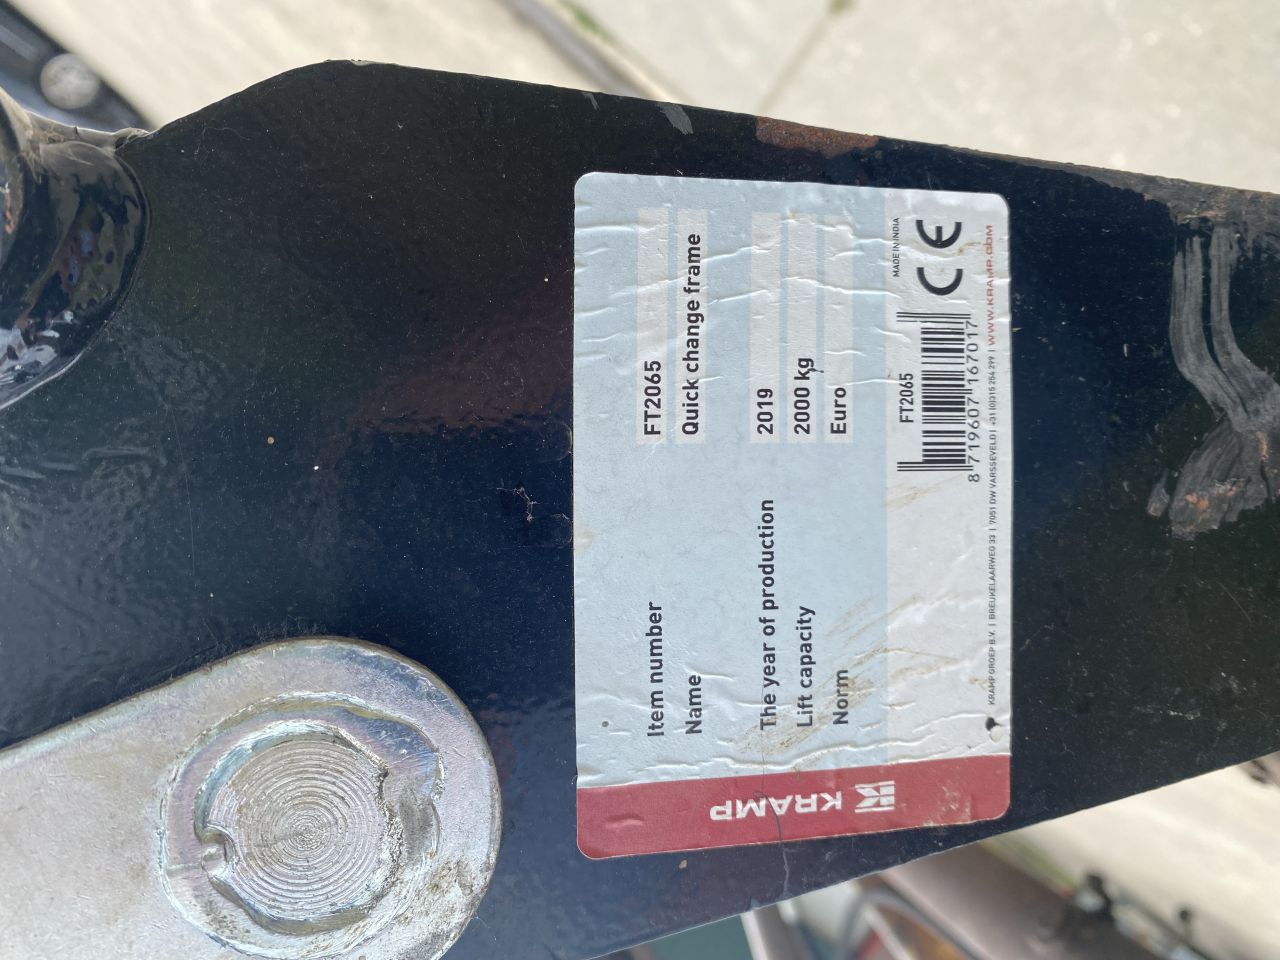 KRAMP
Item number FT2065
Name Quick change frame
The year of production 2019
Lift capacity 2000 kg
Norm Euro
FT2065
8 719607 167017
MADE IN INDIA
CE
KRAMP GROEP B.V. | BREUKELAARWEG 33 | 7051 DW VARSSEVELD | +31 (0)315 254 299 | WWW.KRAMP.COM